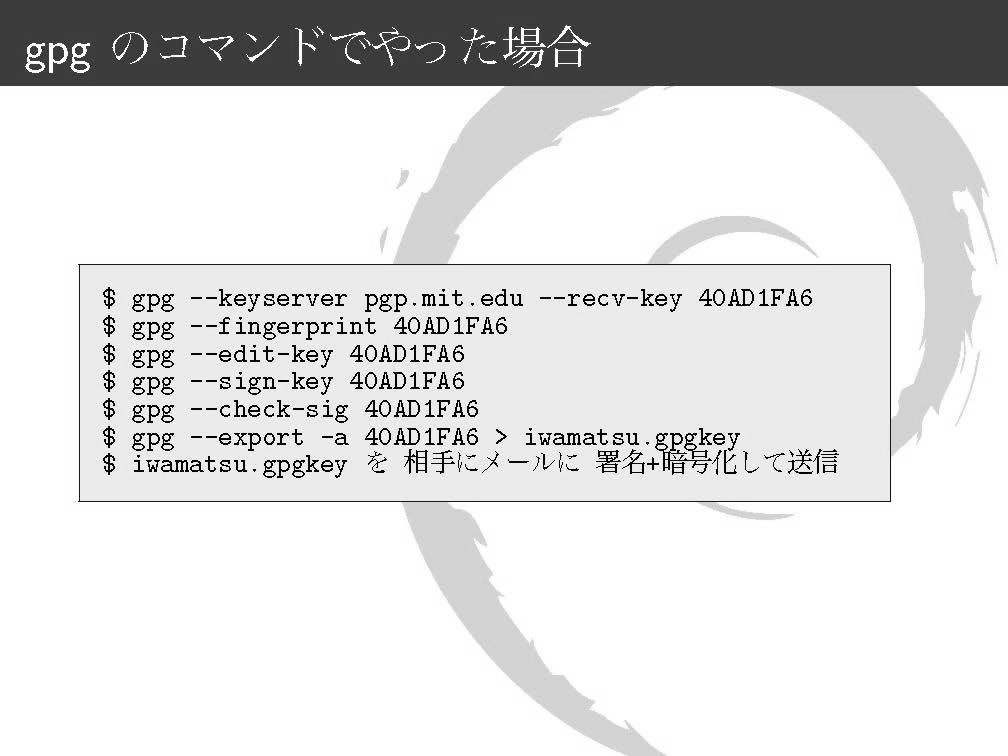 gpg のコマンドでやった場合
$ gpg --keyserver pgp.mit.edu --recv-key 40AD1FA6
$ gpg --fingerprint 40AD1FA6
$ gpg --edit-key 40AD1FA6
$ gpg --sign-key 40AD1FA6
$ gpg --check-sig 40AD1FA6
$ gpg --export -a 40AD1FA6 > iwamatsu.gpgkey
$ iwamatsu.gpgkey を 相手にメールに 署名+暗号化して送信